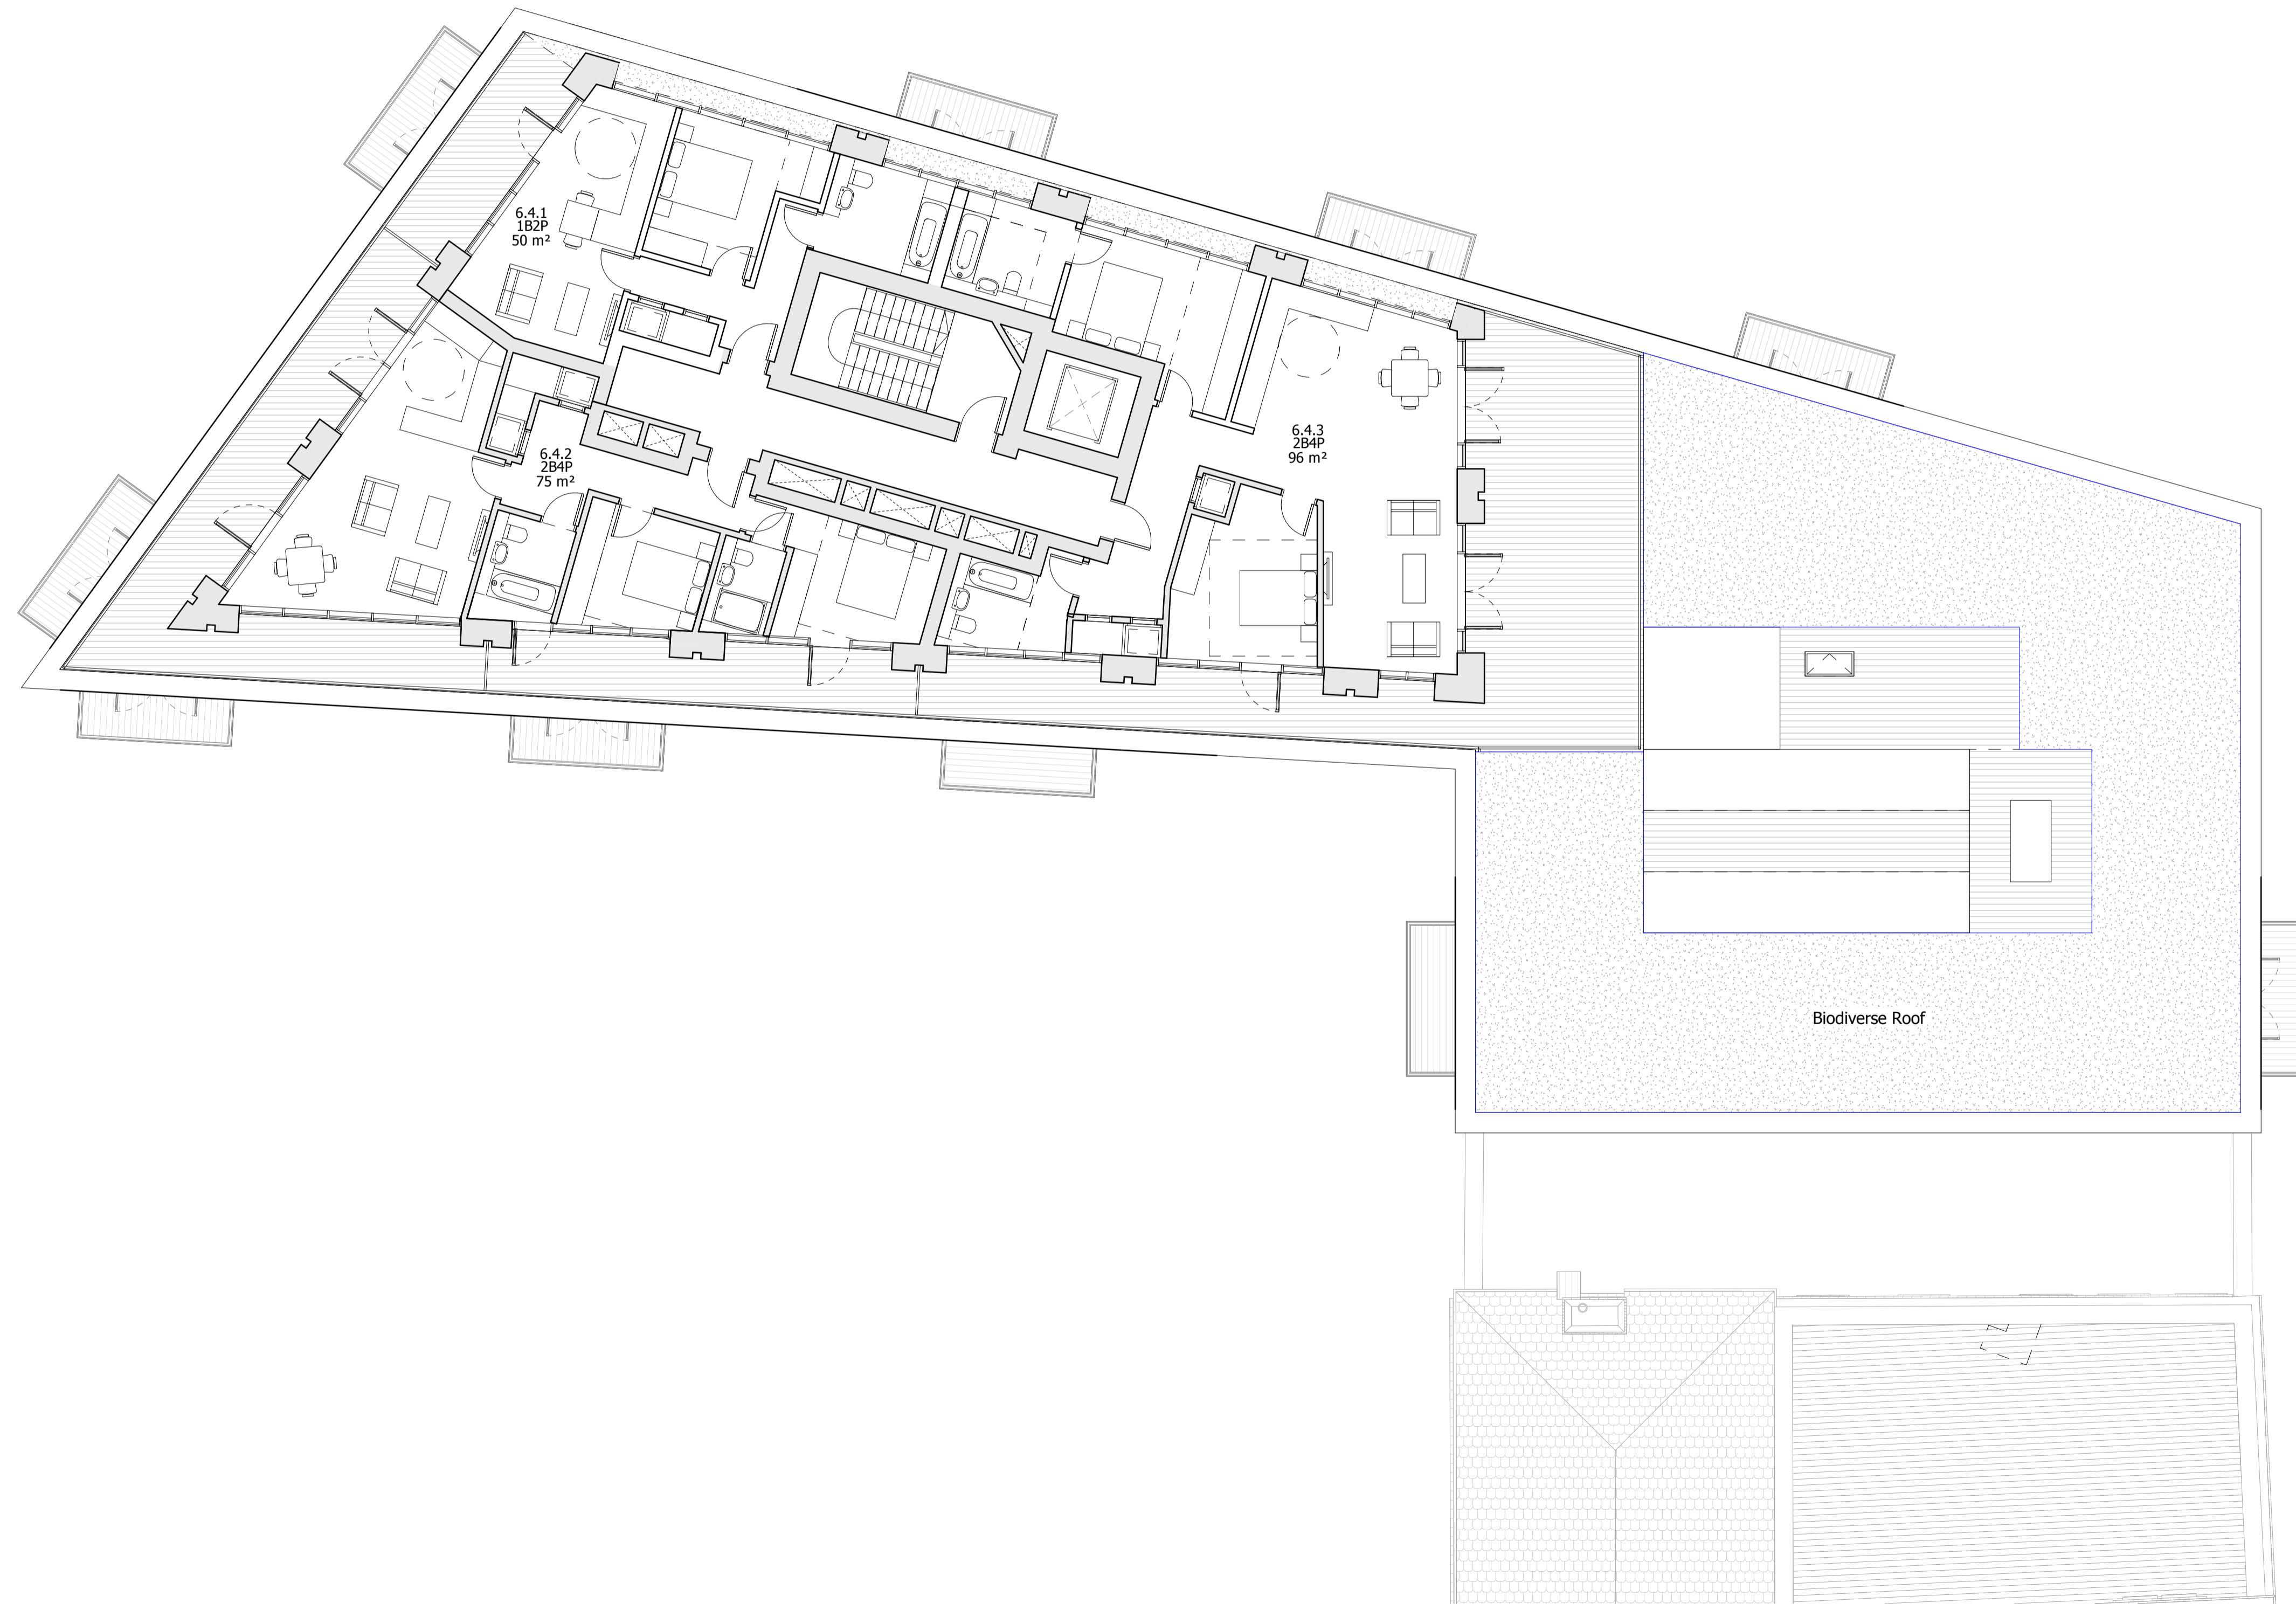 6.4.1
1B2P
50 m²
6.4.2
2B4P
75 m²
6.4.3
2B4P
96 m²
Biodiverse Roof